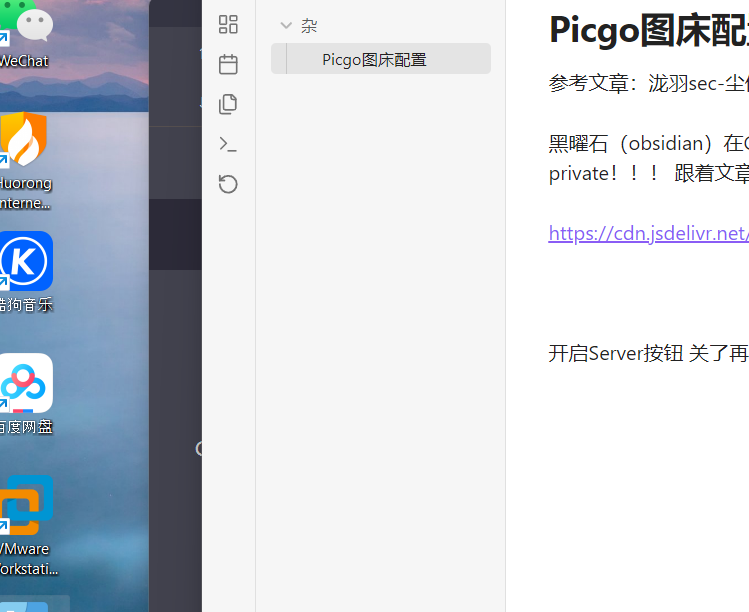 WeChat
Huorong
Interne...
酷狗音乐
百度网盘
VMware
Workstati...
杂
Picgo图床配置
Picgo图床配
参考文章：泷羽sec-尘
黑曜石（obsidian）在
private！！！ 跟着文章
https://cdn.jsdelivr.net/
开启Server按钮 关了再